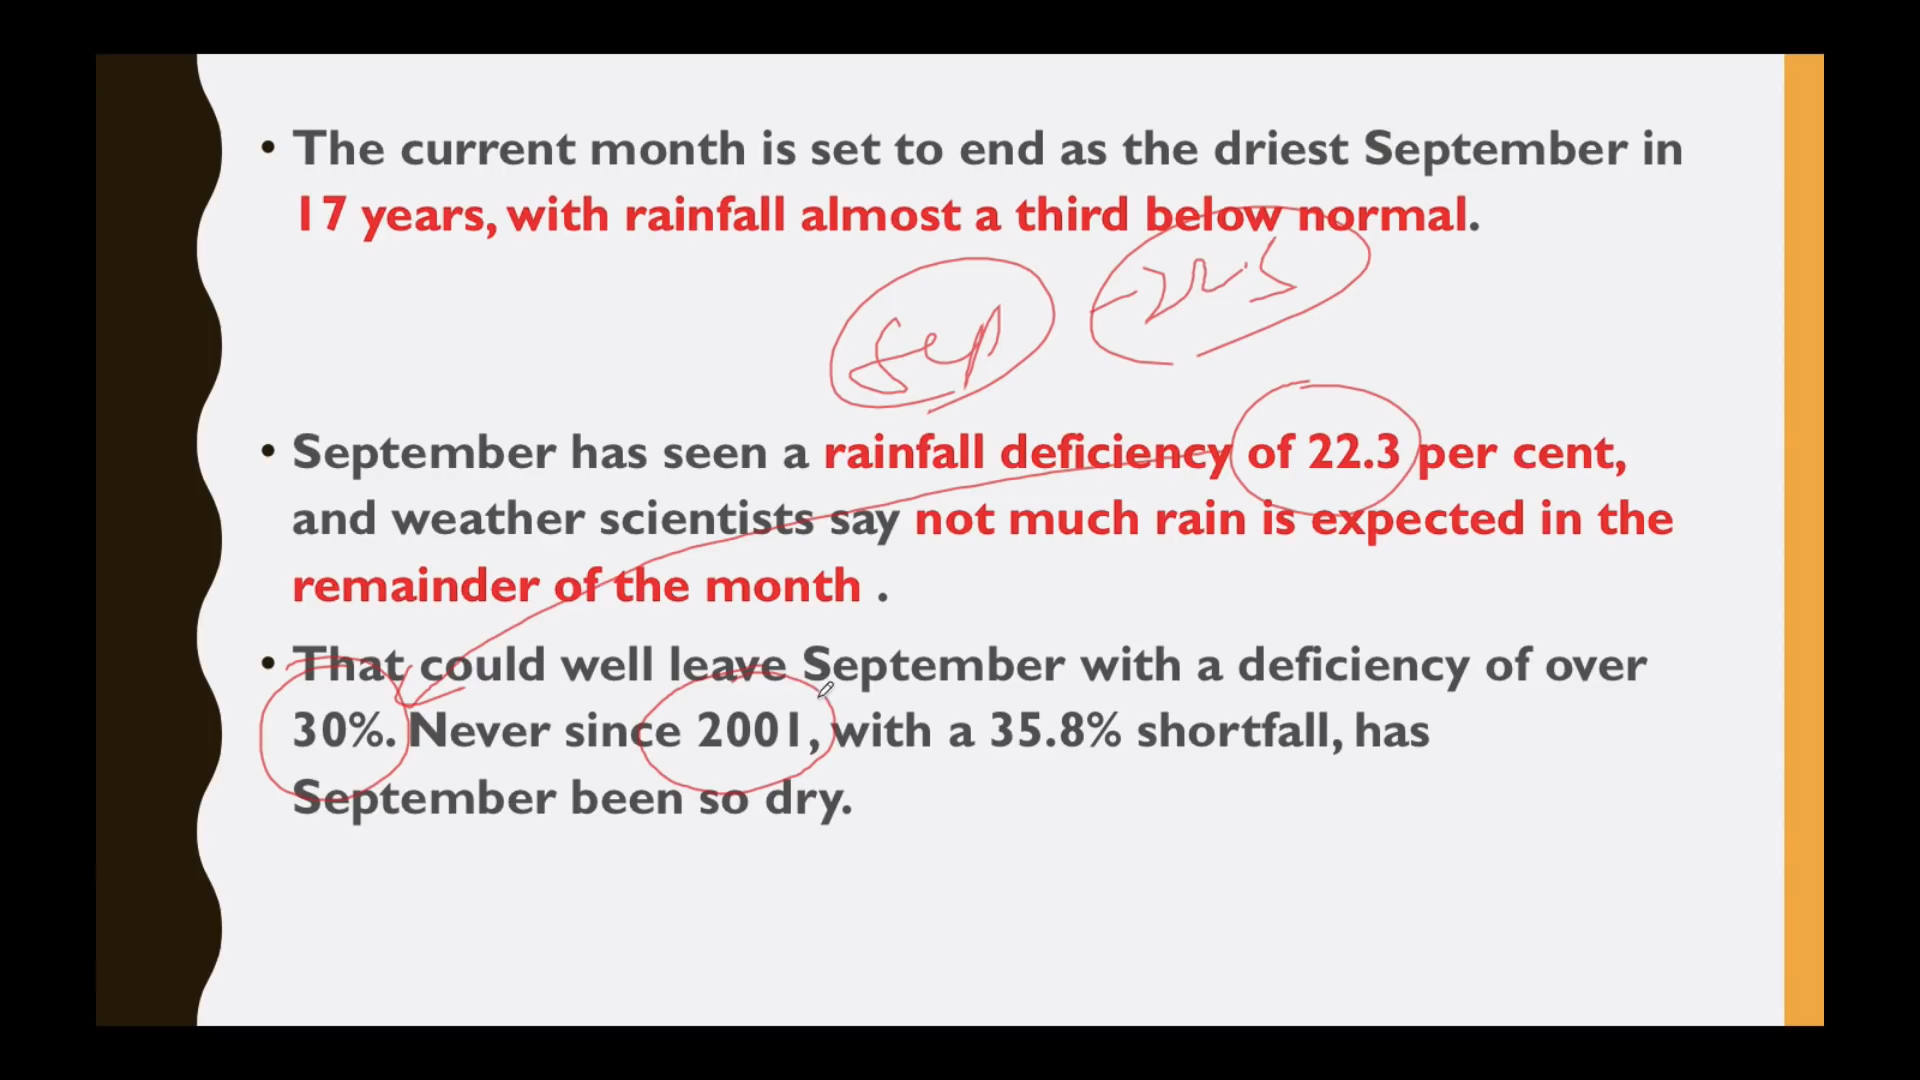 • The current month is set to end as the driest September in
17 years, with rainfall almost a third below normal.
Sep
• September has seen a rainfall deficiency of 22.3 per cent,
and weather scientists say not much rain is expected in the
remainder of the month .
• That could well leave September with a deficiency of over
30%. Never since 2001, with a 35.8% shortfall, has
September been so dry.